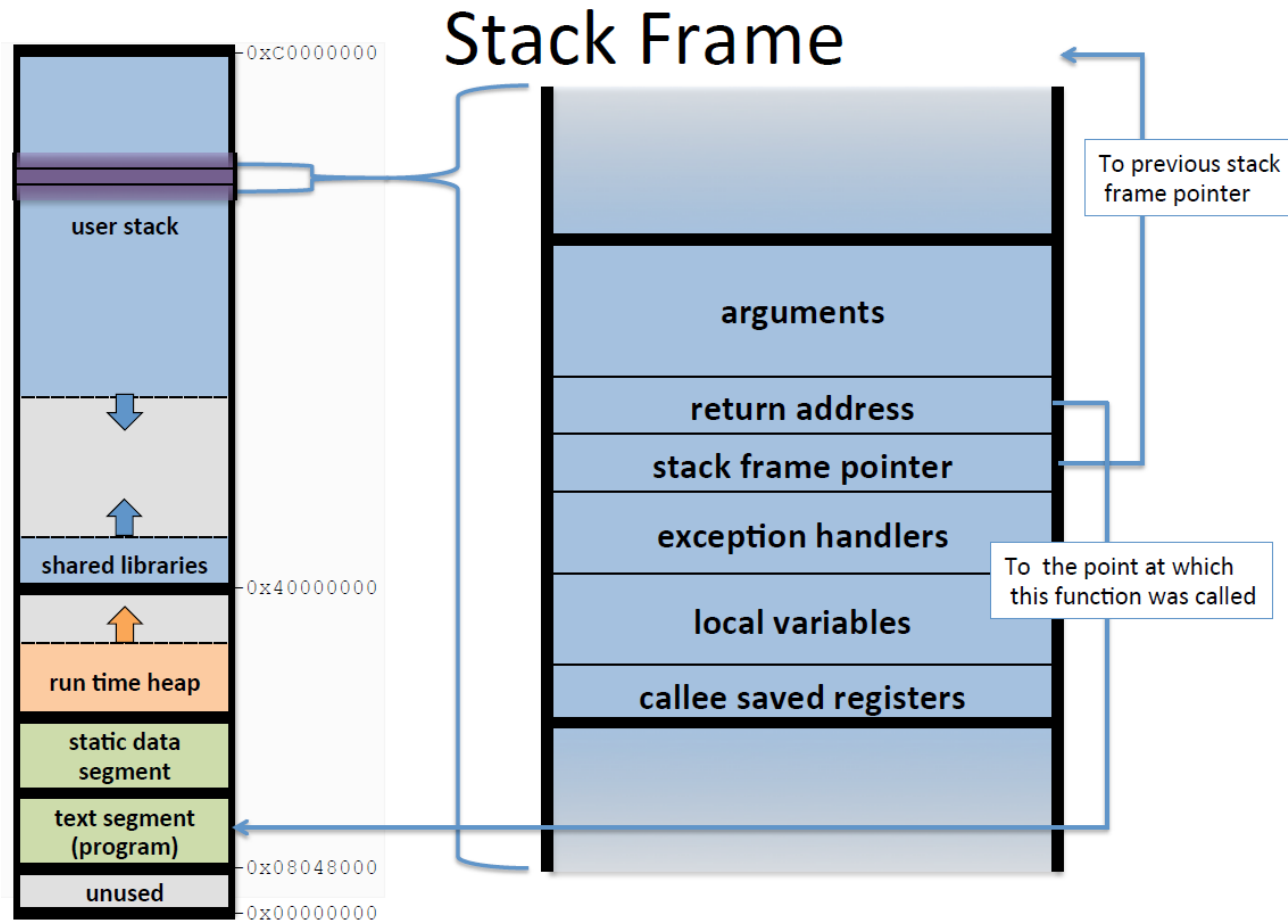 Stack Frame
-0xC0000000
user stack
shared libraries
-0x40000000
run time heap
static data
segment
text segment
(program)
-0x08048000
unused
-0x00000000
arguments
return address
stack frame pointer
exception handlers
local variables
callee saved registers
To previous stack
frame pointer
To the point at which
this function was called